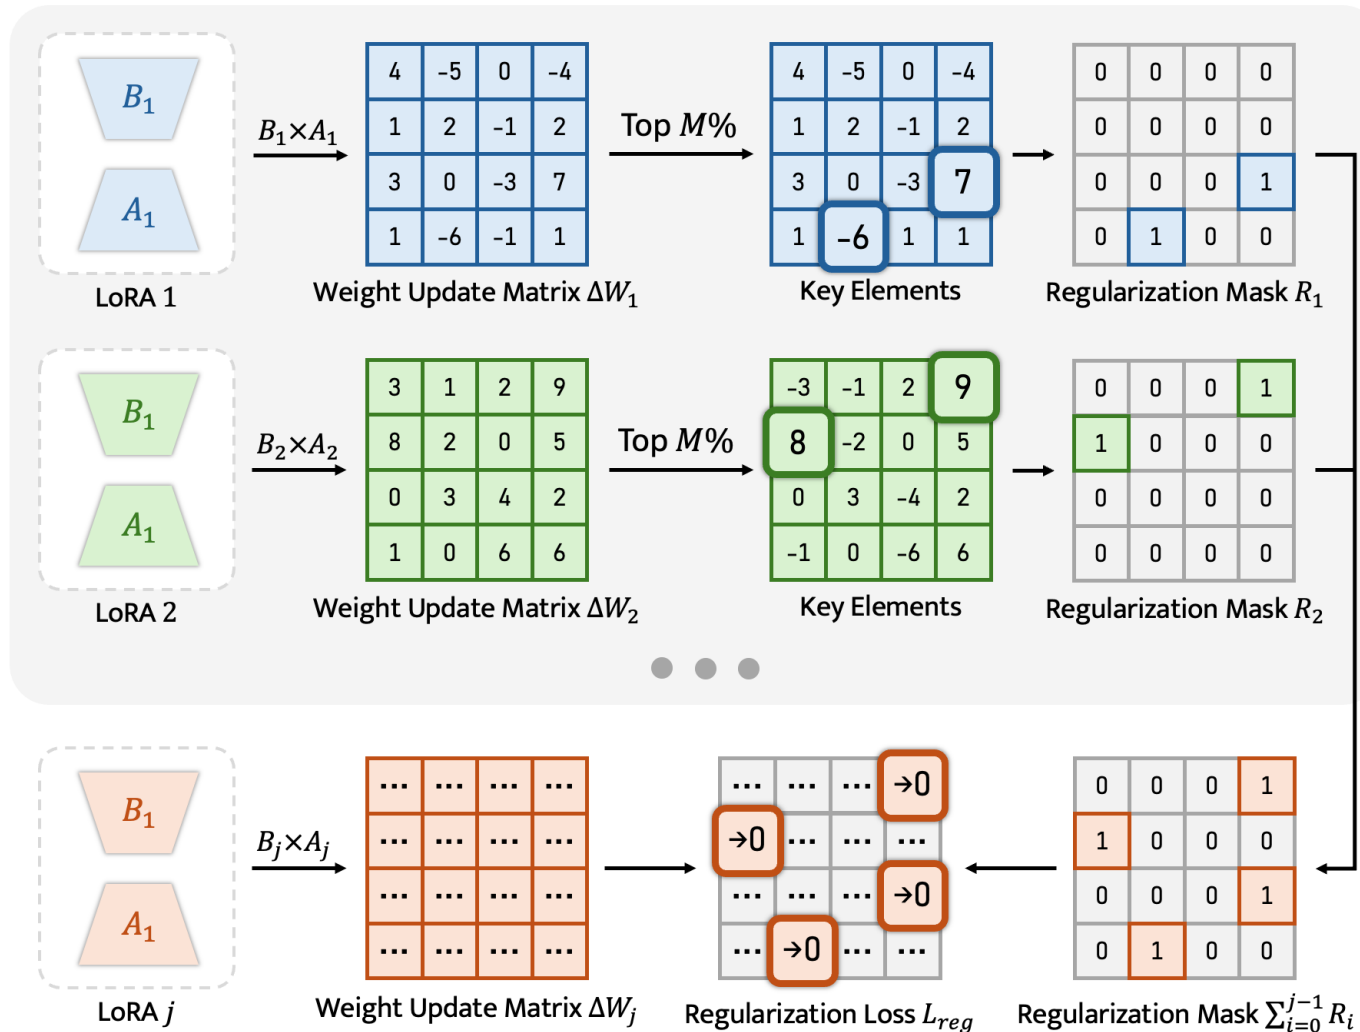 B₁
A₁
LoRA 1
B₁×A₁
4 -5 0 -4
1 2 -1 2
3 0 -3 7
1 -6 -1 1
Weight Update Matrix ΔW₁
Top M%
4 -5 0 -4
1 2 -1 2
3 0 -3 7
1 -6 1 1
Key Elements
0 0 0 0
0 0 0 0
0 0 0 1
0 1 0 0
Regularization Mask R₁
B₁
A₁
LoRA 2
B₂×A₂
3 1 2 9
8 2 0 5
0 3 4 2
1 0 6 6
Weight Update Matrix ΔW₂
Top M%
-3 -1 2 9
8 -2 0 5
0 3 -4 2
-1 0 -6 6
Key Elements
0 0 0 1
1 0 0 0
0 0 0 0
0 0 0 0
Regularization Mask R₂
B₁
A₁
LoRA j
Bⱼ×Aⱼ
... ... ... ...
... ... ... ...
... ... ... ...
... ... ... ...
Weight Update Matrix ΔWⱼ
... ... ... →0
→0 ... ... ...
... ... ... →0
... →0 ... ...
Regularization Loss L_reg
0 0 0 1
1 0 0 0
0 0 0 1
0 1 0 0
Regularization Mask ∑_{i=0}^{j−1} R_i